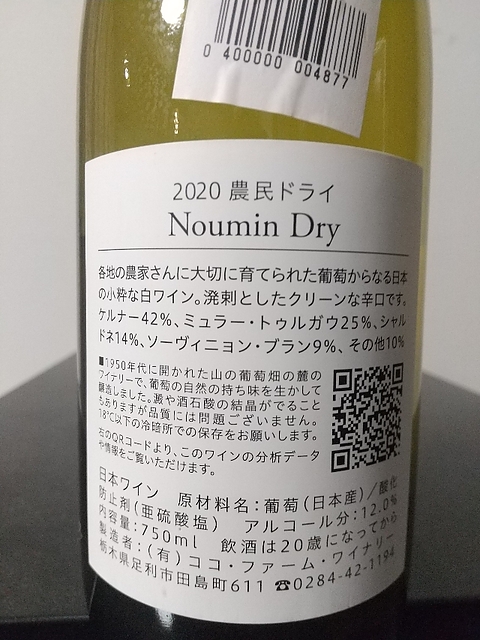 0 400000 004877
2020 農民ドライ
Noumin Dry
各地の農家さんに大切に育てられた葡萄からなる日本
の小粋な白ワイン。溌剌としたクリーンな辛口です。
ケルナー42%、ミュラー・トゥルガウ25%、シャル
ドネ14%、ソーヴィニョン・ブラン9%、その他10%
■1950年代に開かれた山の葡萄畑の麓の
ワイナリーで、葡萄の自然の持ち味を生かして
醸造しました。澱や酒石酸の結晶がでること
もありますが品質には問題ございません。
18℃以下の冷暗所での保存をお願いします。
右のQRコードより、このワインの分析データ
や情報をご覧いただけます。
日本ワイン 原材料名:葡萄(日本産)/酸化
防止剤(亜硫酸塩) アルコール分:12.0%
内容量:750ml 飲酒は20歳になってから
製造者:(有)ココ・ファーム・ワイナリー
栃木県足利市田島町611 ☎0284-42-1194